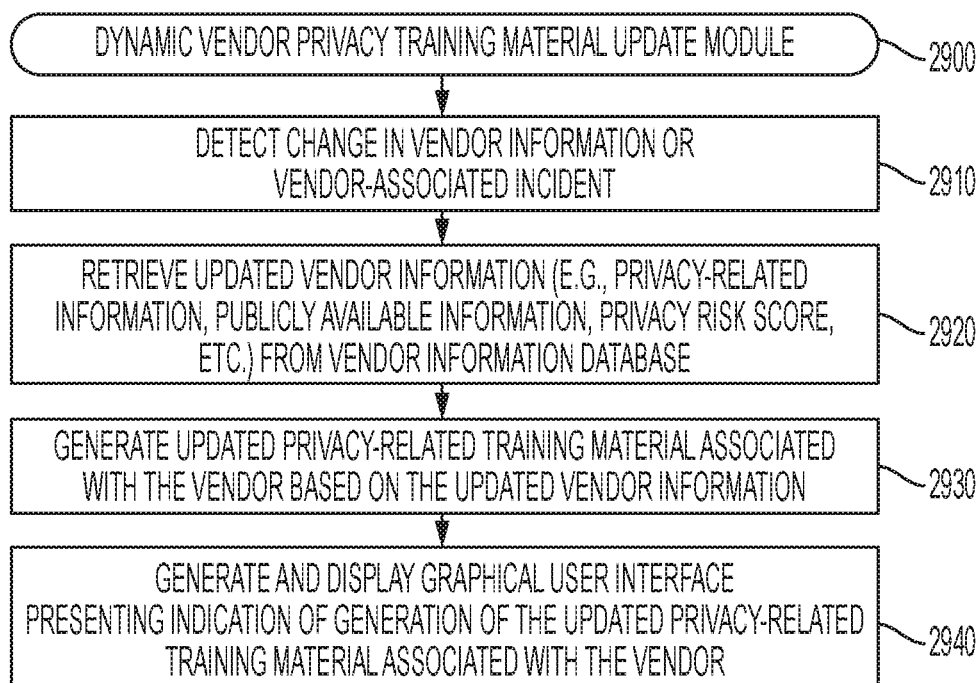 DYNAMIC VENDOR PRIVACY TRAINING MATERIAL UPDATE MODULE
2900
DETECT CHANGE IN VENDOR INFORMATION OR
VENDOR-ASSOCIATED INCIDENT
2910
RETRIEVE UPDATED VENDOR INFORMATION (E.G., PRIVACY-RELATED
INFORMATION, PUBLICLY AVAILABLE INFORMATION, PRIVACY RISK SCORE,
ETC.) FROM VENDOR INFORMATION DATABASE
2920
GENERATE UPDATED PRIVACY-RELATED TRAINING MATERIAL ASSOCIATED
WITH THE VENDOR BASED ON THE UPDATED VENDOR INFORMATION
2930
GENERATE AND DISPLAY GRAPHICAL USER INTERFACE
PRESENTING INDICATION OF GENERATION OF THE UPDATED PRIVACY-RELATED
TRAINING MATERIAL ASSOCIATED WITH THE VENDOR
2940